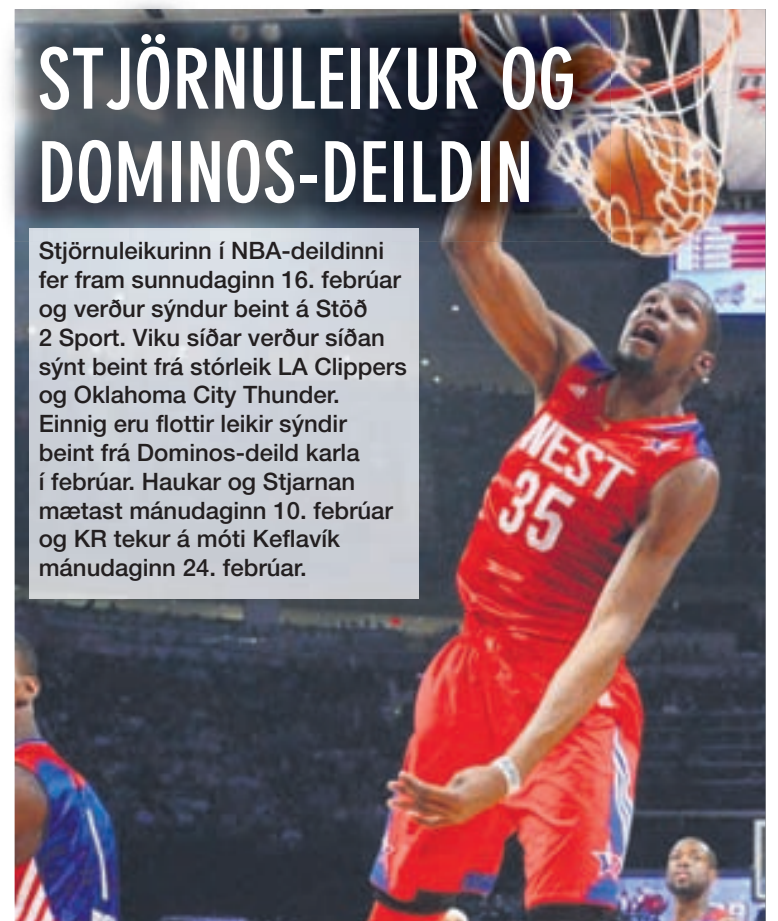 STJÖRNULEIKUR OG
DOMINOS-DEILDIN
Stjörnuleikurinn í NBA-deildinni
fer fram sunnudaginn 16. febrúar
og verður sýndur beint á Stöð
2 Sport. Viku síðar verður síðan
sýnt beint frá stórleik LA Clippers
og Oklahoma City Thunder.
Einnig eru flottir leikir sýndir
beint frá Dominos-deild karla
í febrúar. Haukar og Stjarnan
mætast mánudaginn 10. febrúar
og KR tekur á móti Keflavík
mánudaginn 24. febrúar.
WEST
35